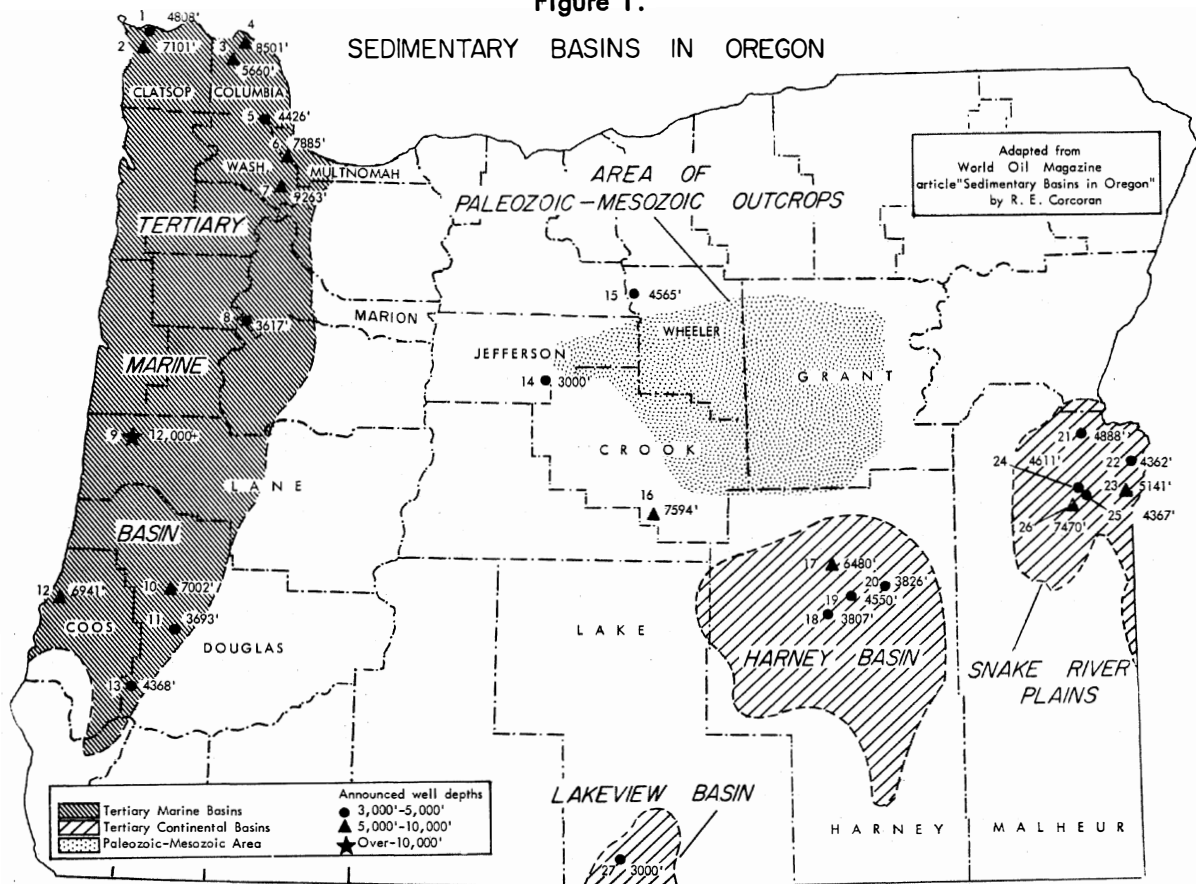 Figure 1.
SEDIMENTARY BASINS IN OREGON
1 4808'
2 7101'
3 5660'
4 8501'
CLATSOP
COLUMBIA
5 4426'
6 7885'
WASH
MULTNOMAH
7 9263'
Adapted from
World Oil Magazine
article"Sedimentary Basins in Oregon"
by R. E. Corcoran
AREA OF
PALEOZOIC-MESOZOIC OUTCROPS
TERTIARY
MARINE
BASIN
8 3617'
MARION
15 4565'
WHEELER
JEFFERSON
14 3000'
GRANT
9 12,000+
CROOK
LANE
16 7594'
21 4888'
24 4611'
22 4362'
23 5141'
25 4367'
26 7470'
12 6941'
10 7002'
11 3693'
COOS
DOUGLAS
13 4368'
17 6480'
20 3826'
19 4550'
18 3807'
LAKE
HARNEY BASIN
SNAKE RIVER
PLAINS
LAKEVIEW BASIN
27 3000'
HARNEY
MALHEUR
Announced well depths
Tertiary Marine Basins
3,000'-5,000'
Tertiary Continental Basins
5,000'-10,000'
Paleozoic-Mesozoic Area
Over-10,000'